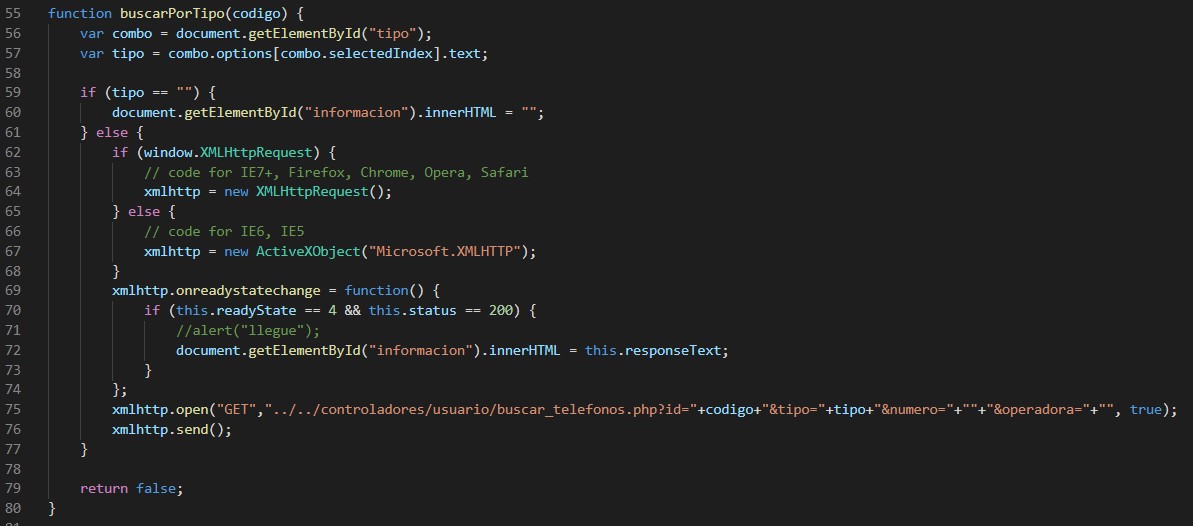 55 function buscarPorTipo(codigo) {
56 var combo = document.getElementById("tipo");
57 var tipo = combo.options[combo.selectedIndex].text;
58
59 if (tipo == "") {
60 document.getElementById("informacion").innerHTML = "";
61 } else {
62 if (window.XMLHttpRequest) {
63 // code for IE7+, Firefox, Chrome, Opera, Safari
64 xmlhttp = new XMLHttpRequest();
65 } else {
66 // code for IE6, IE5
67 xmlhttp = new ActiveXObject("Microsoft.XMLHTTP");
68 }
69 xmlhttp.onreadystatechange = function() {
70 if (this.readyState == 4 && this.status == 200) {
71 //alert("llegue");
72 document.getElementById("informacion").innerHTML = this.responseText;
73 }
74 };
75 xmlhttp.open("GET","../../controladores/usuario/buscar_telefonos.php?id="+codigo+"&tipo="+tipo+"&numero="+""+"&operadora="+"", true);
76 xmlhttp.send();
77 }
78
79 return false;
80 }